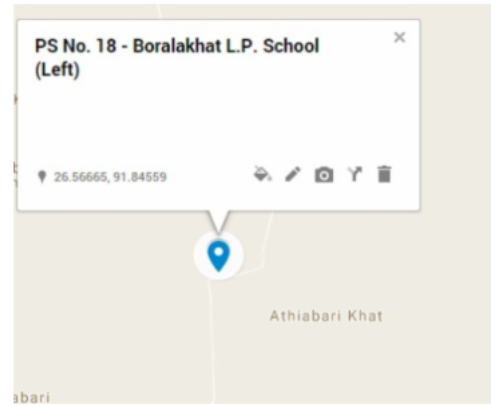 PS No. 18 - Boralakhat L.P. School
(Left)
26.56665, 91.84559
Athiabari Khat
abari